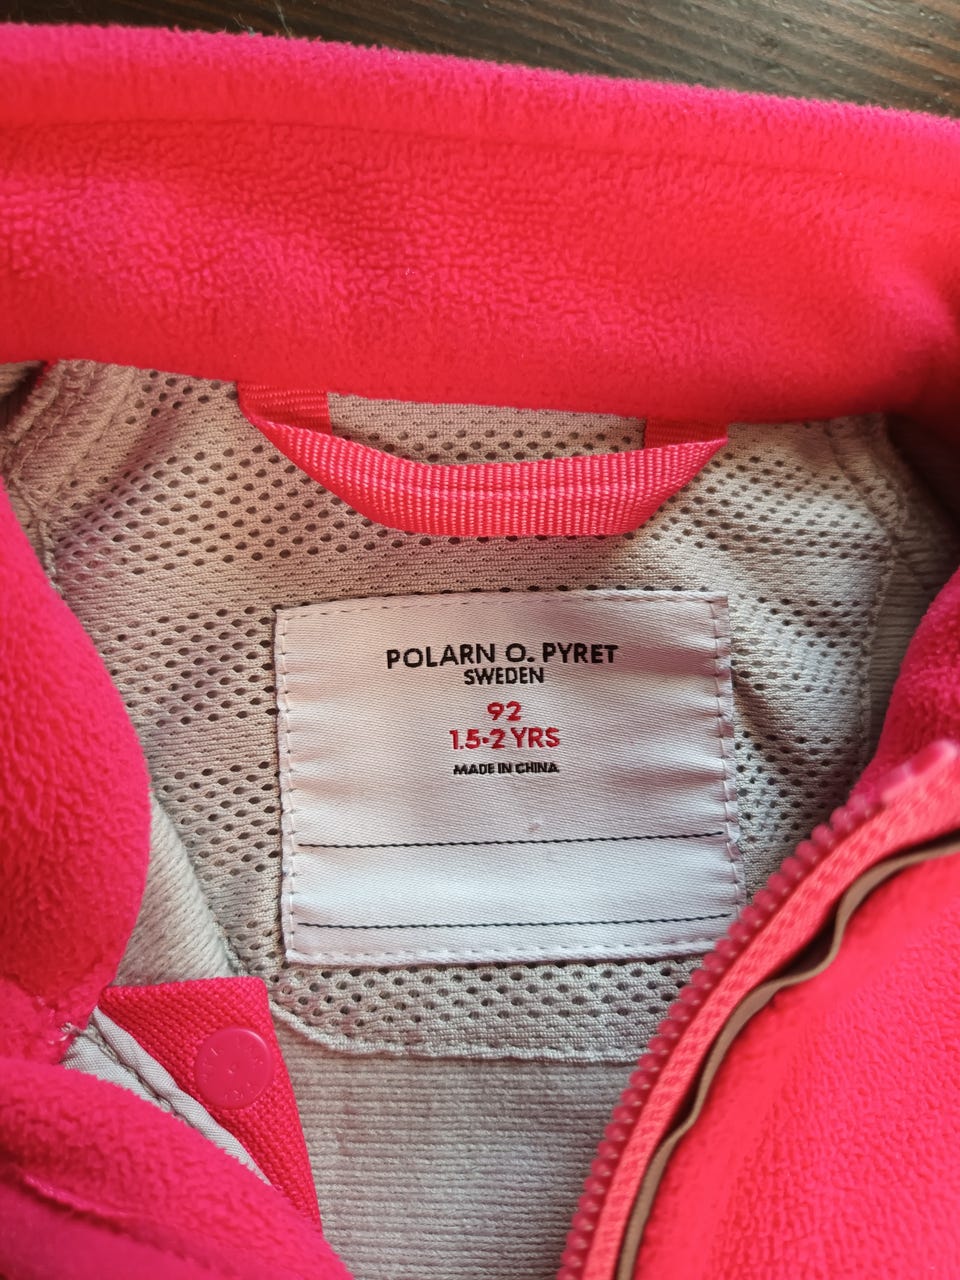 POLARN O. PYRET
SWEDEN
92
1.5-2 YRS
MADE IN CHINA